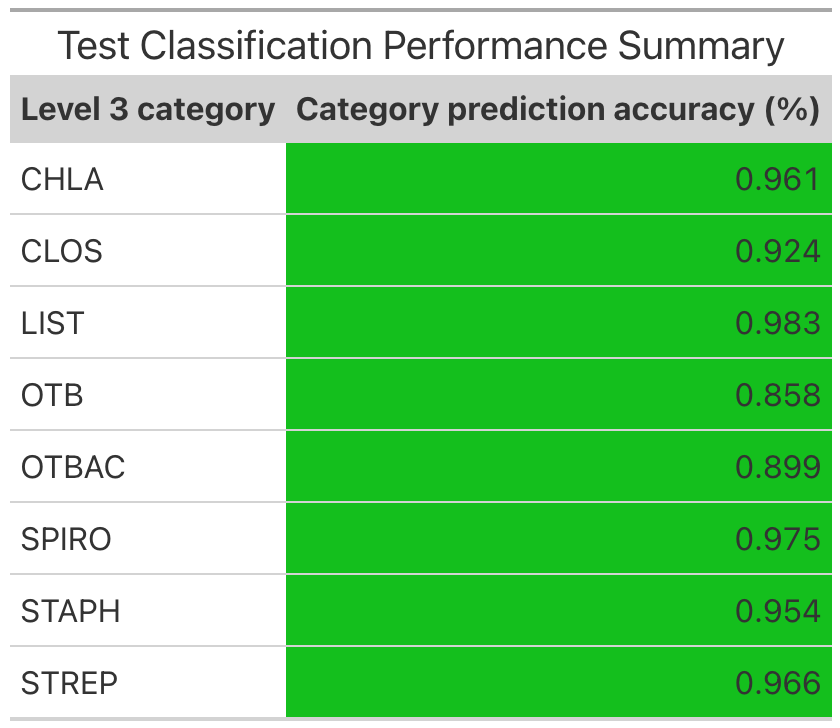 Test Classification Performance Summary
Level 3 category Category prediction accuracy (%)
CHLA 0.961
CLOS 0.924
LIST 0.983
OTB 0.858
OTBAC 0.899
SPIRO 0.975
STAPH 0.954
STREP 0.966